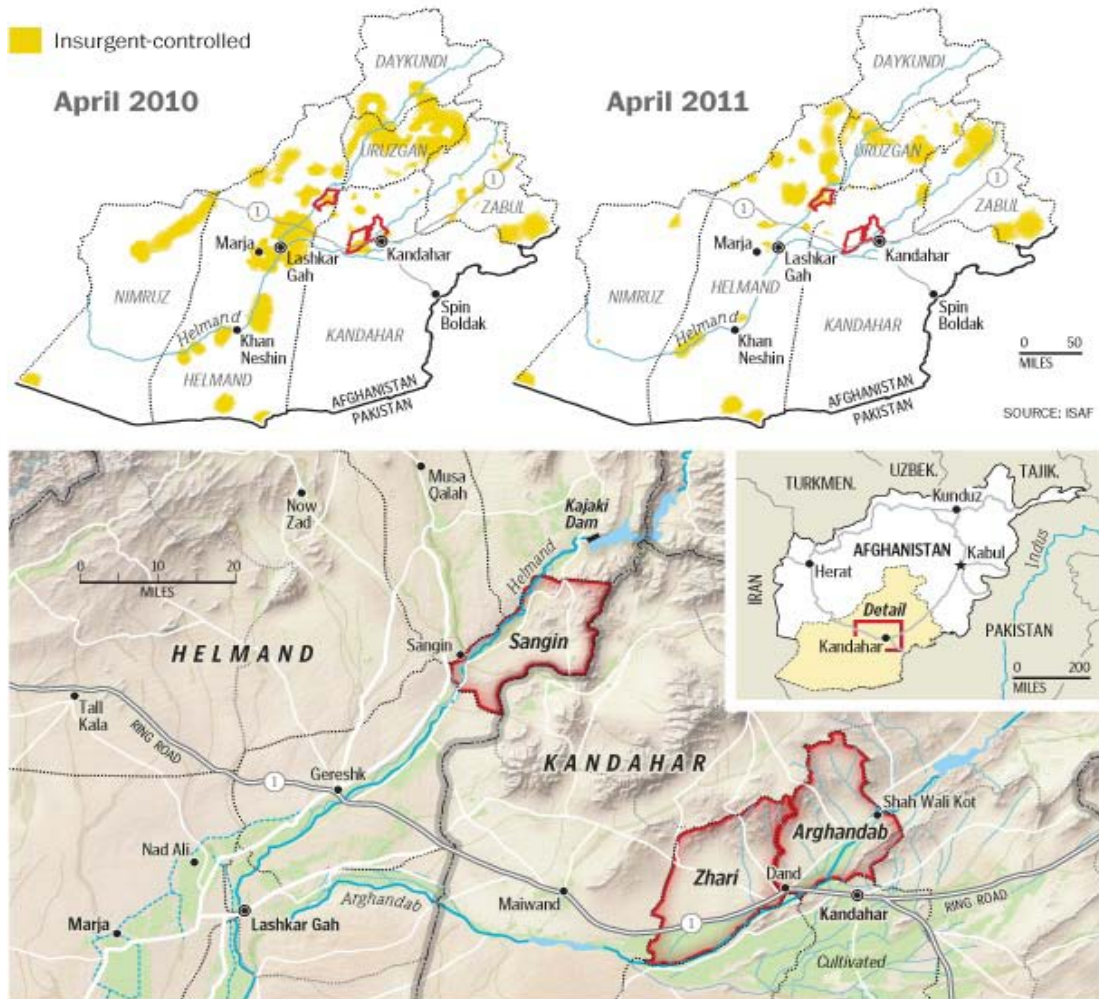 Insurgent-controlled
April 2010
DAYKUNDI
URUZGAN
1
ZABUL
Marja
Lashkar
Gah
Kandahar
NIMRUZ
Helmand
Khan
Neshin
KANDAHAR
Spin
Boldak
HELMAND
AFGHANISTAN
PAKISTAN
April 2011
DAYKUNDI
URUZGAN
1
ZABUL
Marja
Lashkar
Gah
Kandahar
HELMAND
NIMRUZ
Helmand
Khan
Neshin
KANDAHAR
Spin
Boldak
AFGHANISTAN
PAKISTAN
0 50
MILES
SOURCE: ISAF
Musa
Qalah
Now
Zad
Kajaki
Dam
0 10 20
MILES
Helmand
HELMAND
Sangin
Sangin
Tall
Kala
RING ROAD
1
Gereshk
KANDAHAR
Shah Wali Kot
Arghandab
Nad Ali
Zhari
Dand
Maiwand
Arghandab
1
Kandahar
RING ROAD
Marja
Lashkar Gah
Cultivated
UZBEK.
TAJIK.
TURKMEN.
Kunduz
AFGHANISTAN
Kabul
Indus
Herat
IRAN
Detail
Kandahar
PAKISTAN
0 200
MILES